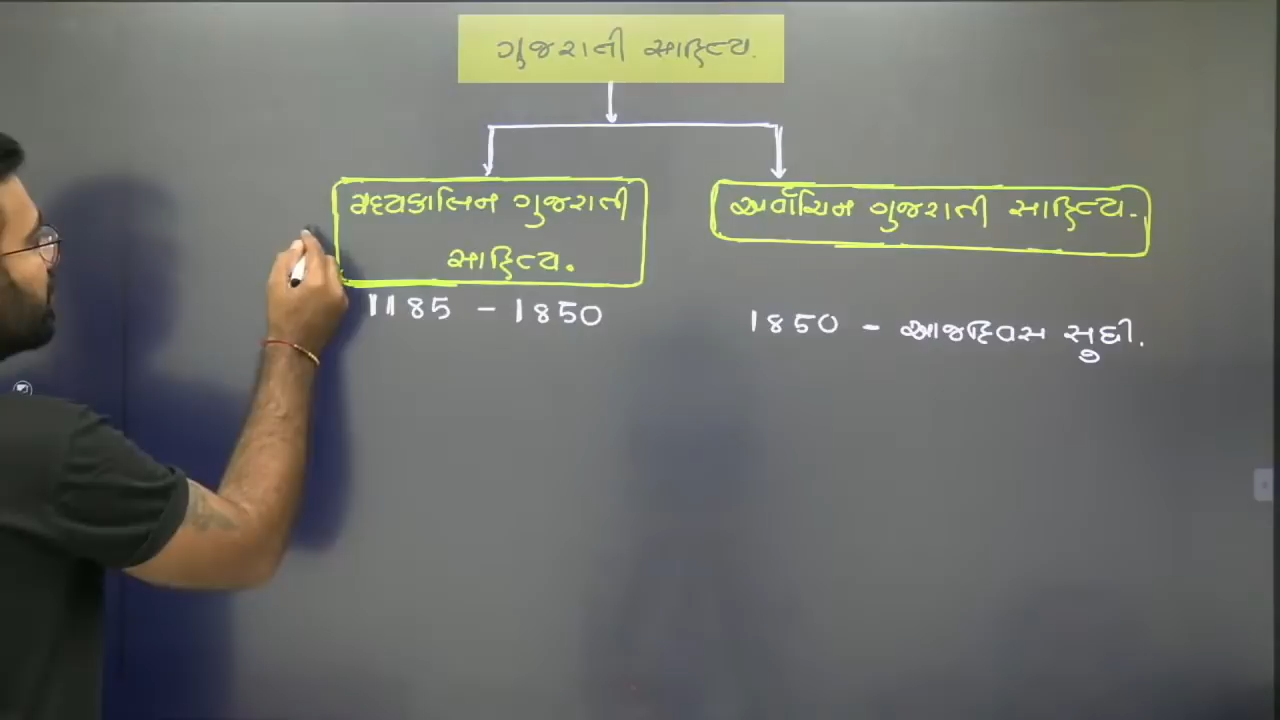 ગુજરાતી સાહિત્ય.
મધ્યકાલિન ગુજરાતી
સાહિત્ય.
1185 - 1850
અર્વાચિન ગુજરાતી સાહિત્ય.
1850 - આજદિવસ સુધી.